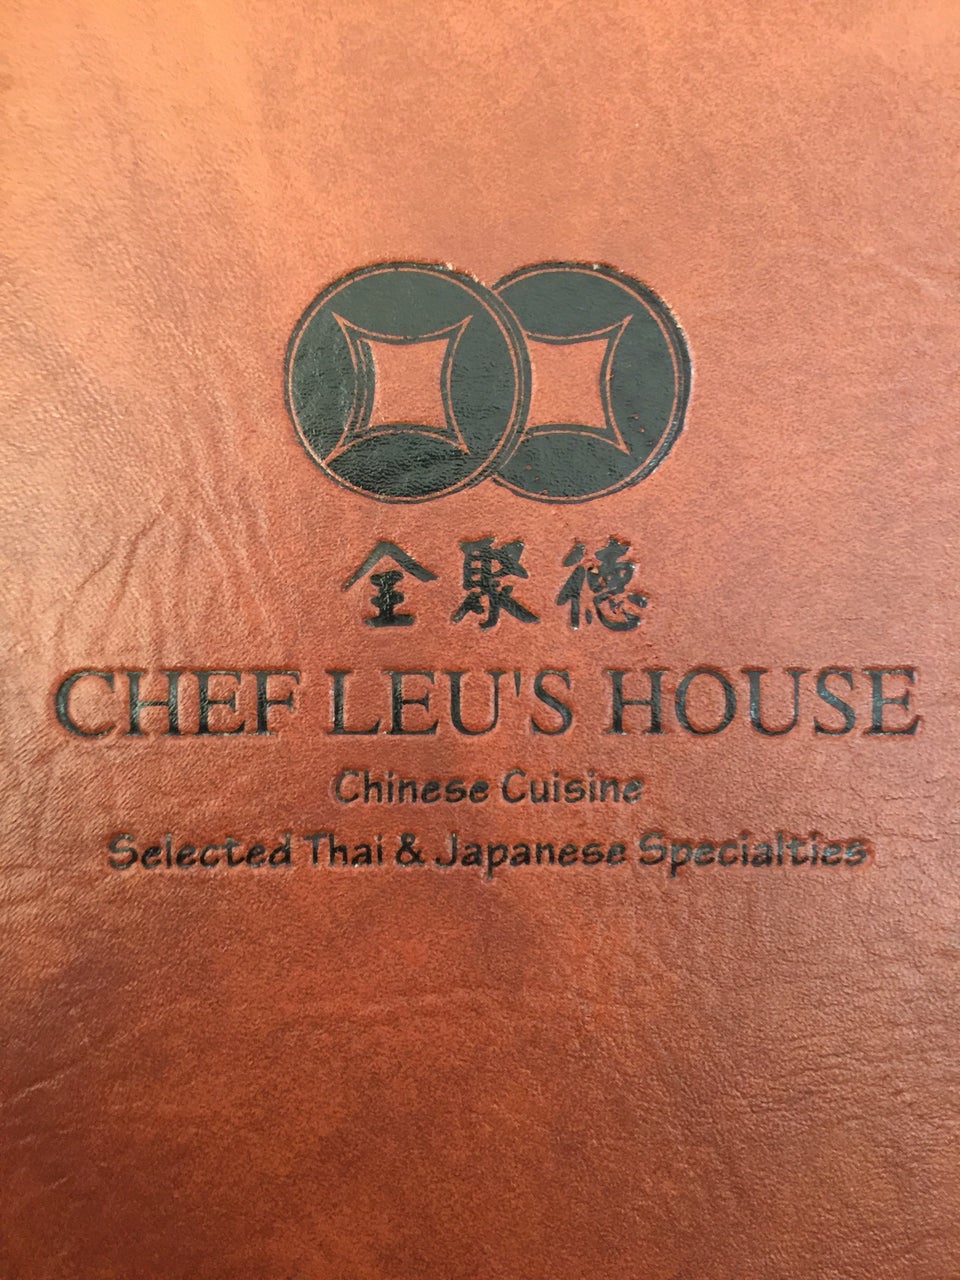 全聚德
CHEF LEU'S HOUSE
Chinese Cuisine
Selected Thai & Japanese Specialties